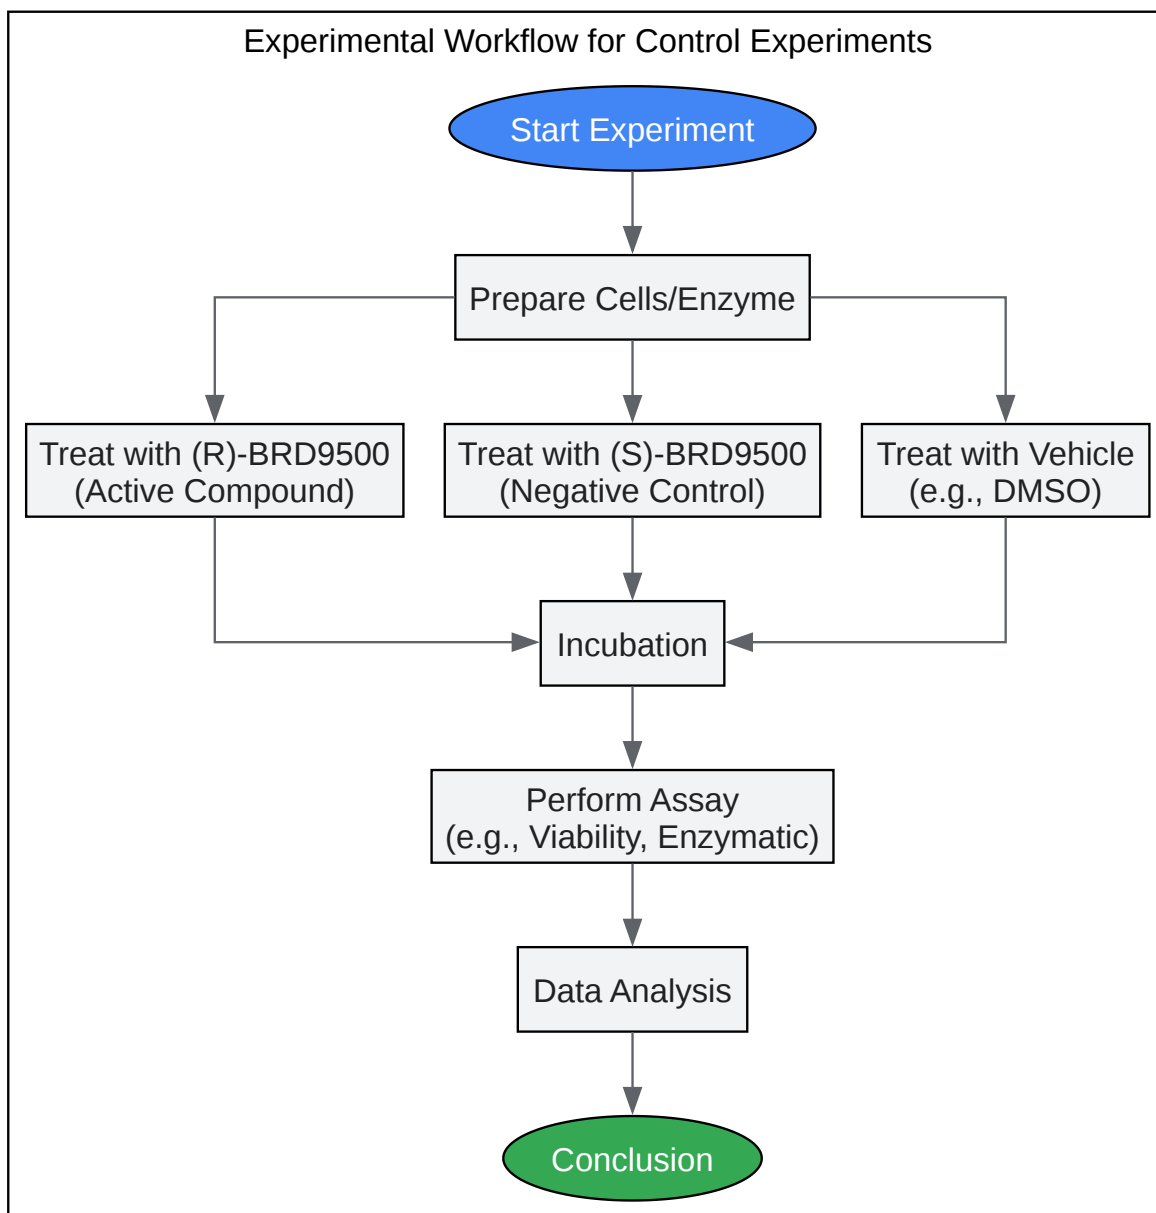 Experimental Workflow for Control Experiments
Start Experiment
Prepare Cells/Enzyme
Treat with (R)-BRD9500
(Active Compound)
Treat with (S)-BRD9500
(Negative Control)
Treat with Vehicle
(e.g., DMSO)
Incubation
Perform Assay
(e.g., Viability, Enzymatic)
Data Analysis
Conclusion